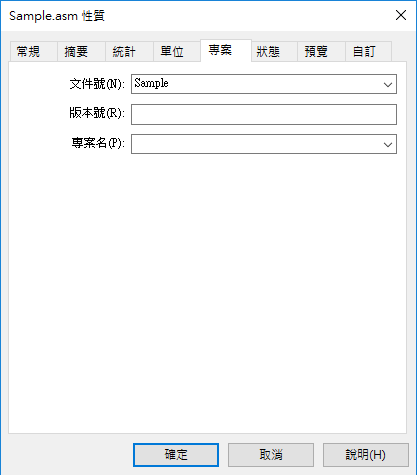 Sample.asm 性質
常規 摘要 統計 單位 專案 狀態 預覽 自訂
文件號(N): Sample
版本號(R):
專案名(P):
確定 取消 說明(H)